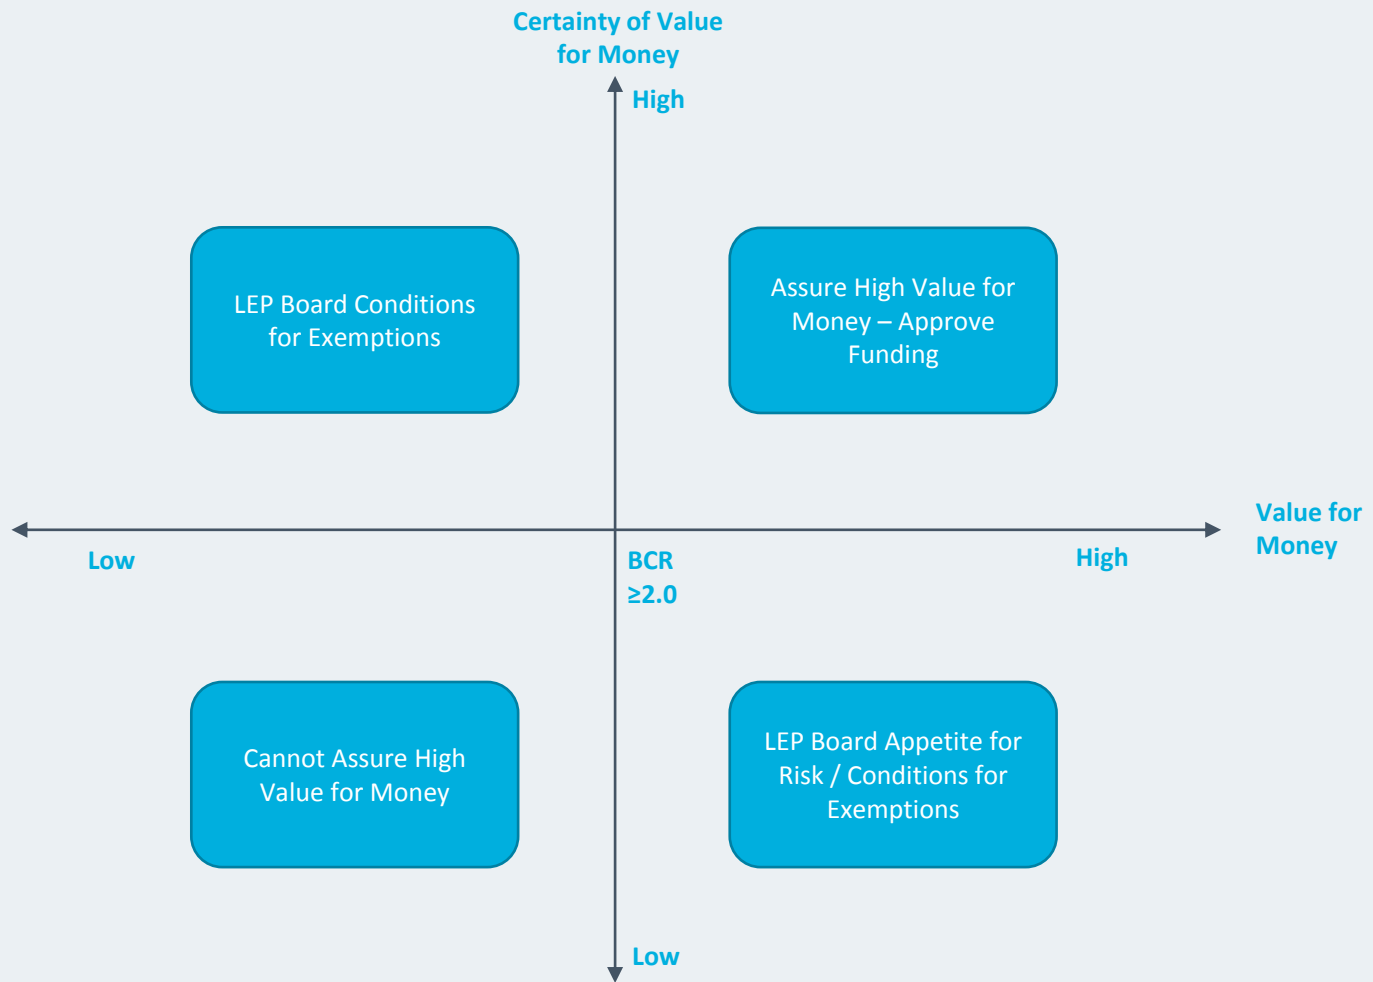 Certainty of Value
for Money
High
LEP Board Conditions
for Exemptions
Assure High Value for
Money – Approve
Funding
Value for
Money
Low
BCR
≥2.0
High
Cannot Assure High
Value for Money
LEP Board Appetite for
Risk / Conditions for
Exemptions
Low